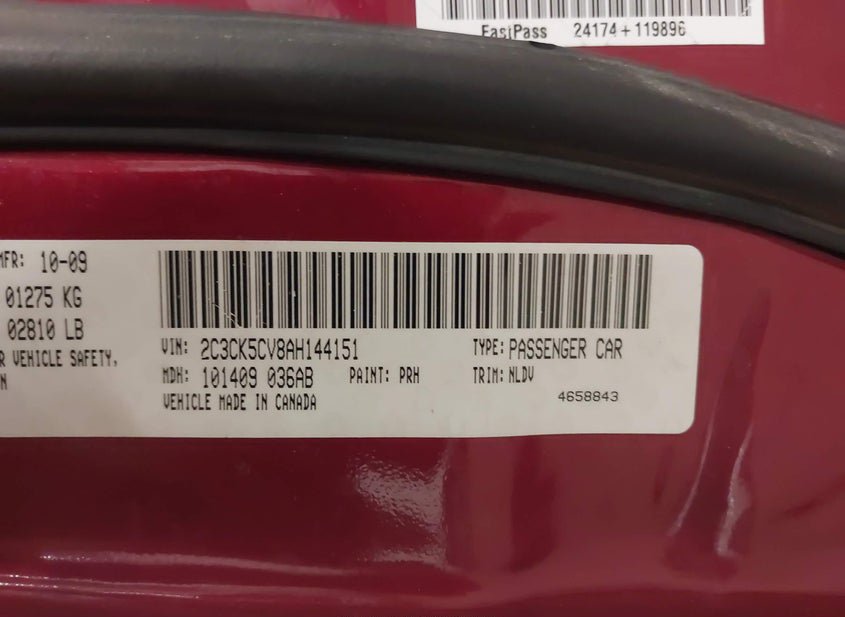 EastPass 24174+119896
MFR: 10-09
01275 KG
02810 LB
R VEHICLE SAFETY,
N
VIN: 2C3CK5CV8AH144151 TYPE: PASSENGER CAR
MDH: 101409 036AB PAINT: PRH TRIM: NLDV
VEHICLE MADE IN CANADA 4658843